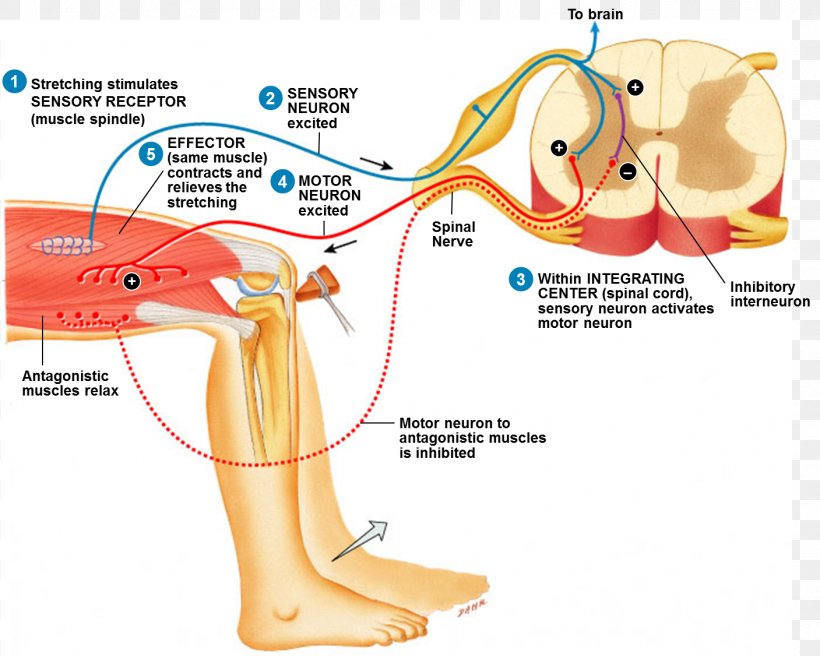 To brain
1 Stretching stimulates
SENSORY RECEPTOR
(muscle spindle)
2 SENSORY
NEURON
excited
5 EFFECTOR
(same muscle)
contracts and
relieves the
stretching
4 MOTOR
NEURON
excited
+
+
−
Spinal
Nerve
3 Within INTEGRATING
CENTER (spinal cord),
sensory neuron activates
motor neuron
Inhibitory
interneuron
+
Antagonistic
muscles relax
Motor neuron to
antagonistic muscles
is inhibited